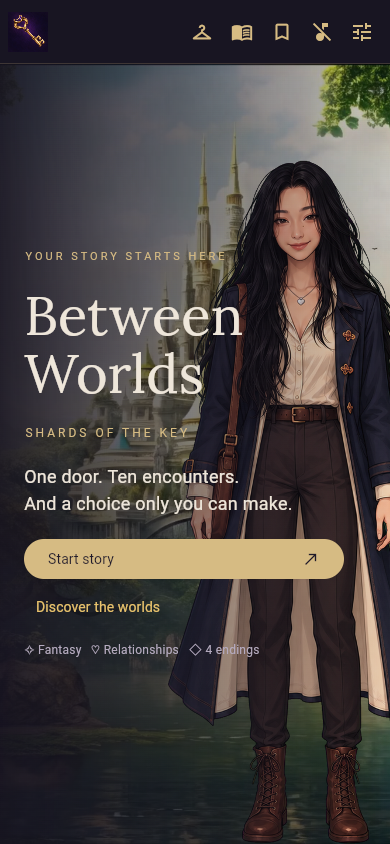 YOUR STORY STARTS HERE
Between
Worlds
SHARDS OF THE KEY
One door. Ten encounters.
And a choice only you can make.
Start story
Discover the worlds
✧ Fantasy ♡ Relationships ◇ 4 endings